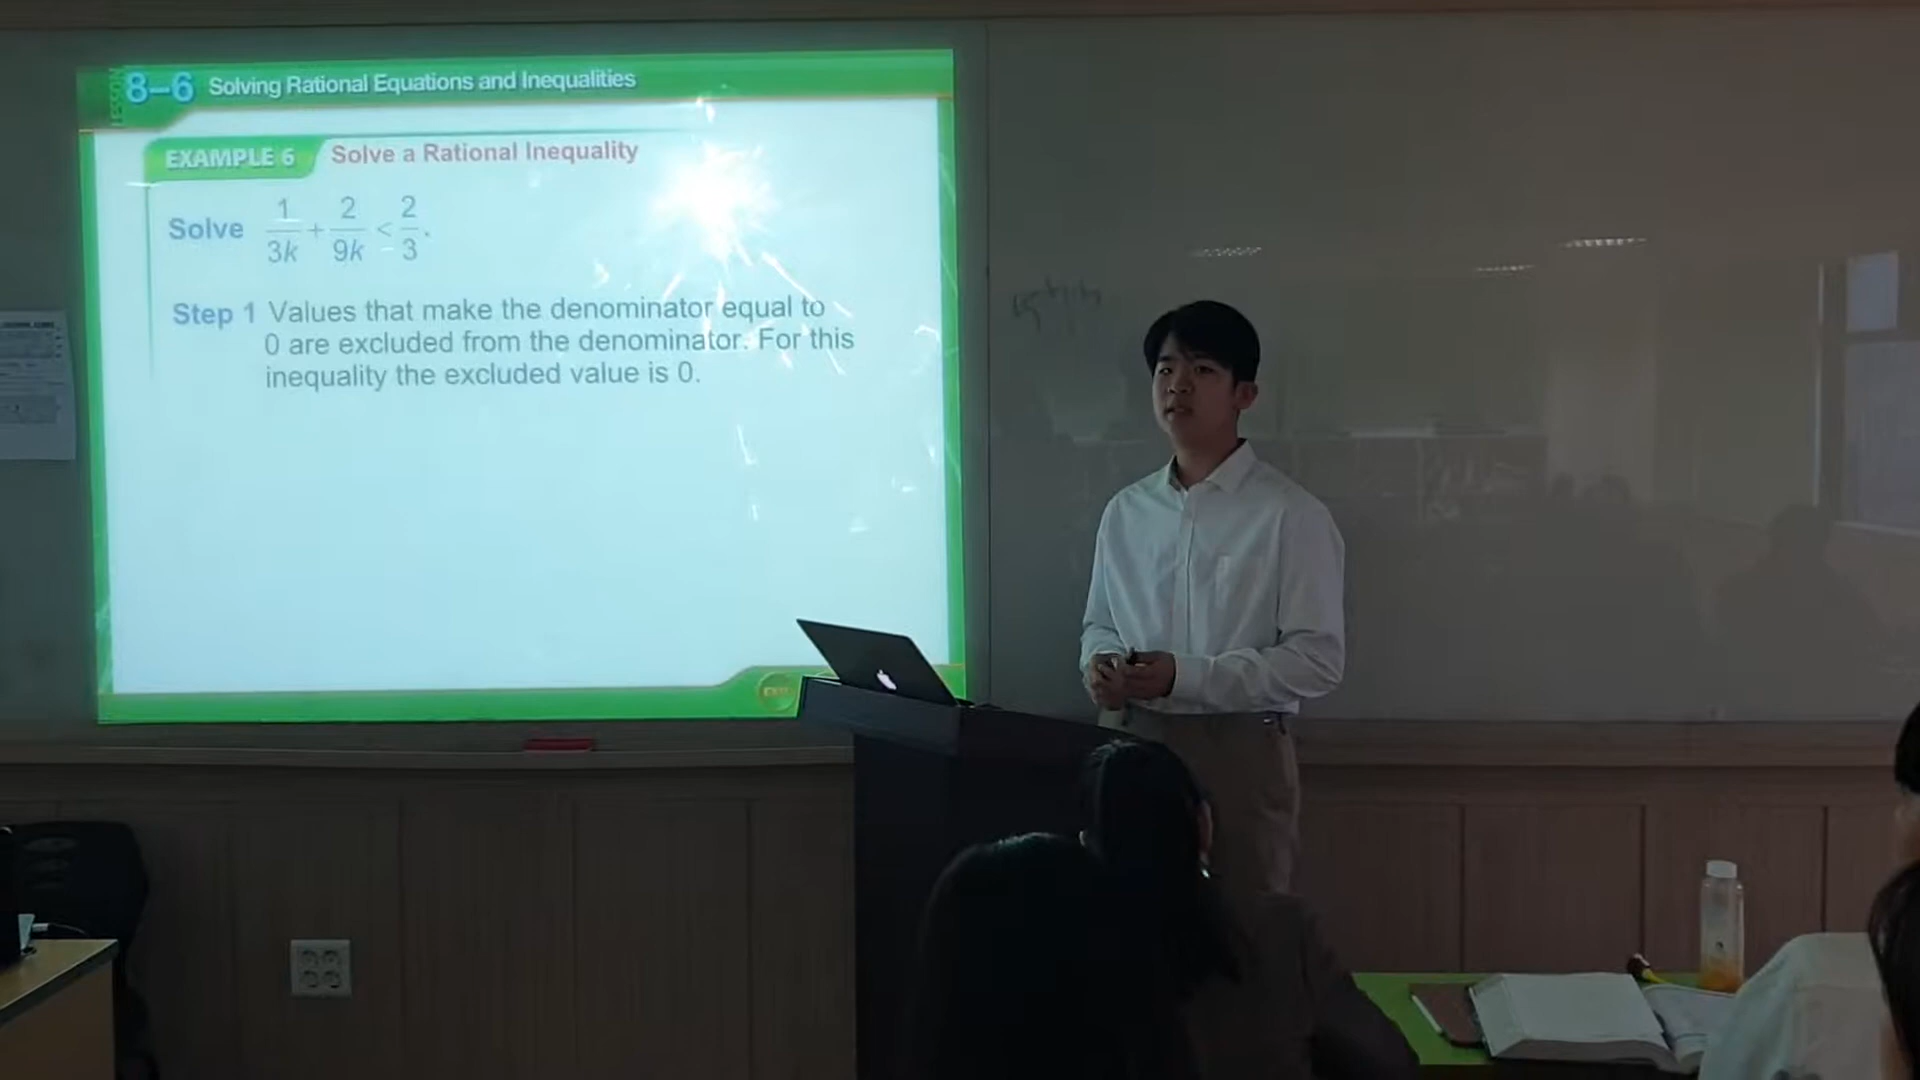 LESSON 8–6 Solving Rational Equations and Inequalities
EXAMPLE 6 Solve a Rational Inequality
Solve 1/3k + 2/9k < 2/3.
Step 1 Values that make the denominator equal to
0 are excluded from the denominator. For this
inequality the excluded value is 0.
EXIT